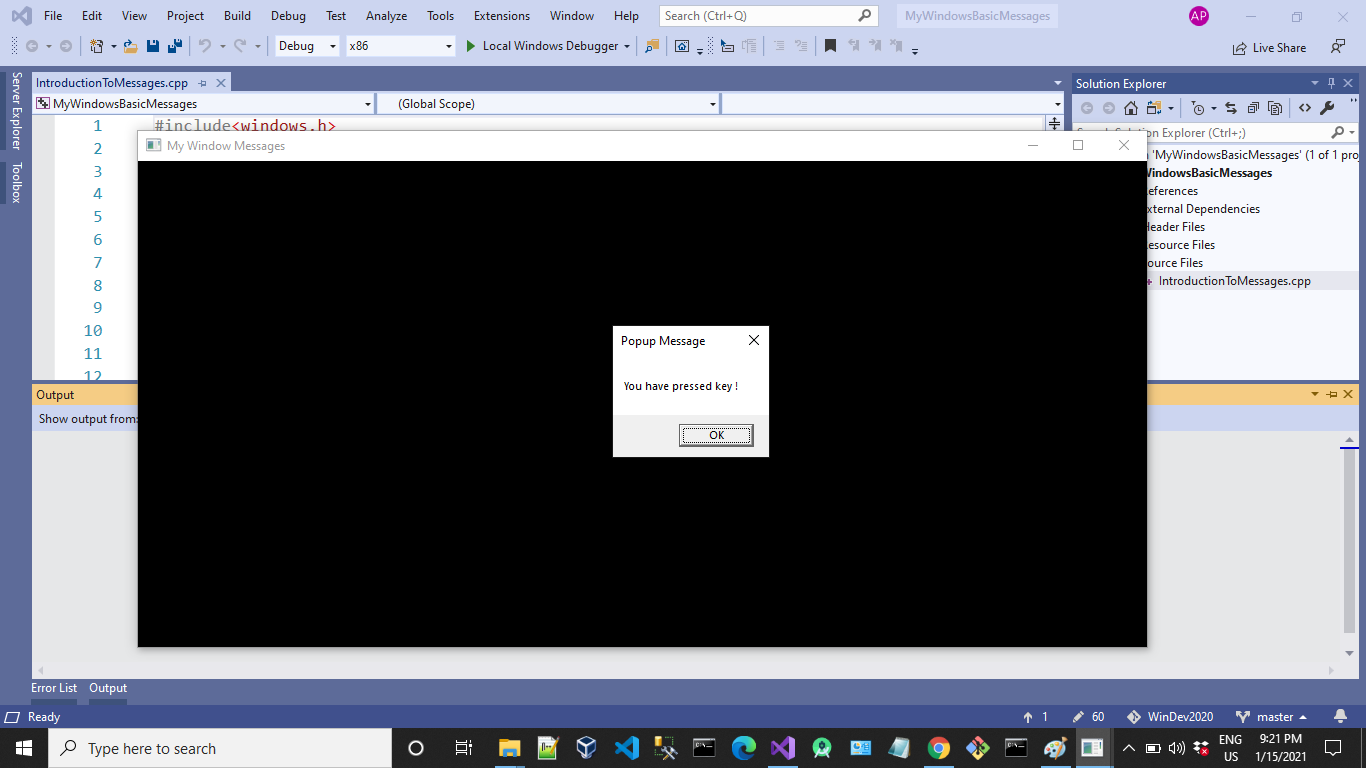 File Edit View Project Build Debug Test Analyze Tools Extensions Window Help Search (Ctrl+Q) MyWindowsBasicMessages AP
Debug x86 Local Windows Debugger Live Share
Server Explorer
Toolbox
IntroductionToMessages.cpp
MyWindowsBasicMessages (Global Scope)
1 #include<windows.h>
2
3
4
5
6
7
8
9
10
11
12
My Window Messages
Popup Message
You have pressed key !
OK
Solution Explorer
Search Solution Explorer (Ctrl+;)
'MyWindowsBasicMessages' (1 of 1 proj
WindowsBasicMessages
eferences
xternal Dependencies
Header Files
esource Files
ource Files
IntroductionToMessages.cpp
Output
Show output from:
Error List Output
Ready 1 60 WinDev2020 master
Type here to search ENG US 9:21 PM 1/15/2021